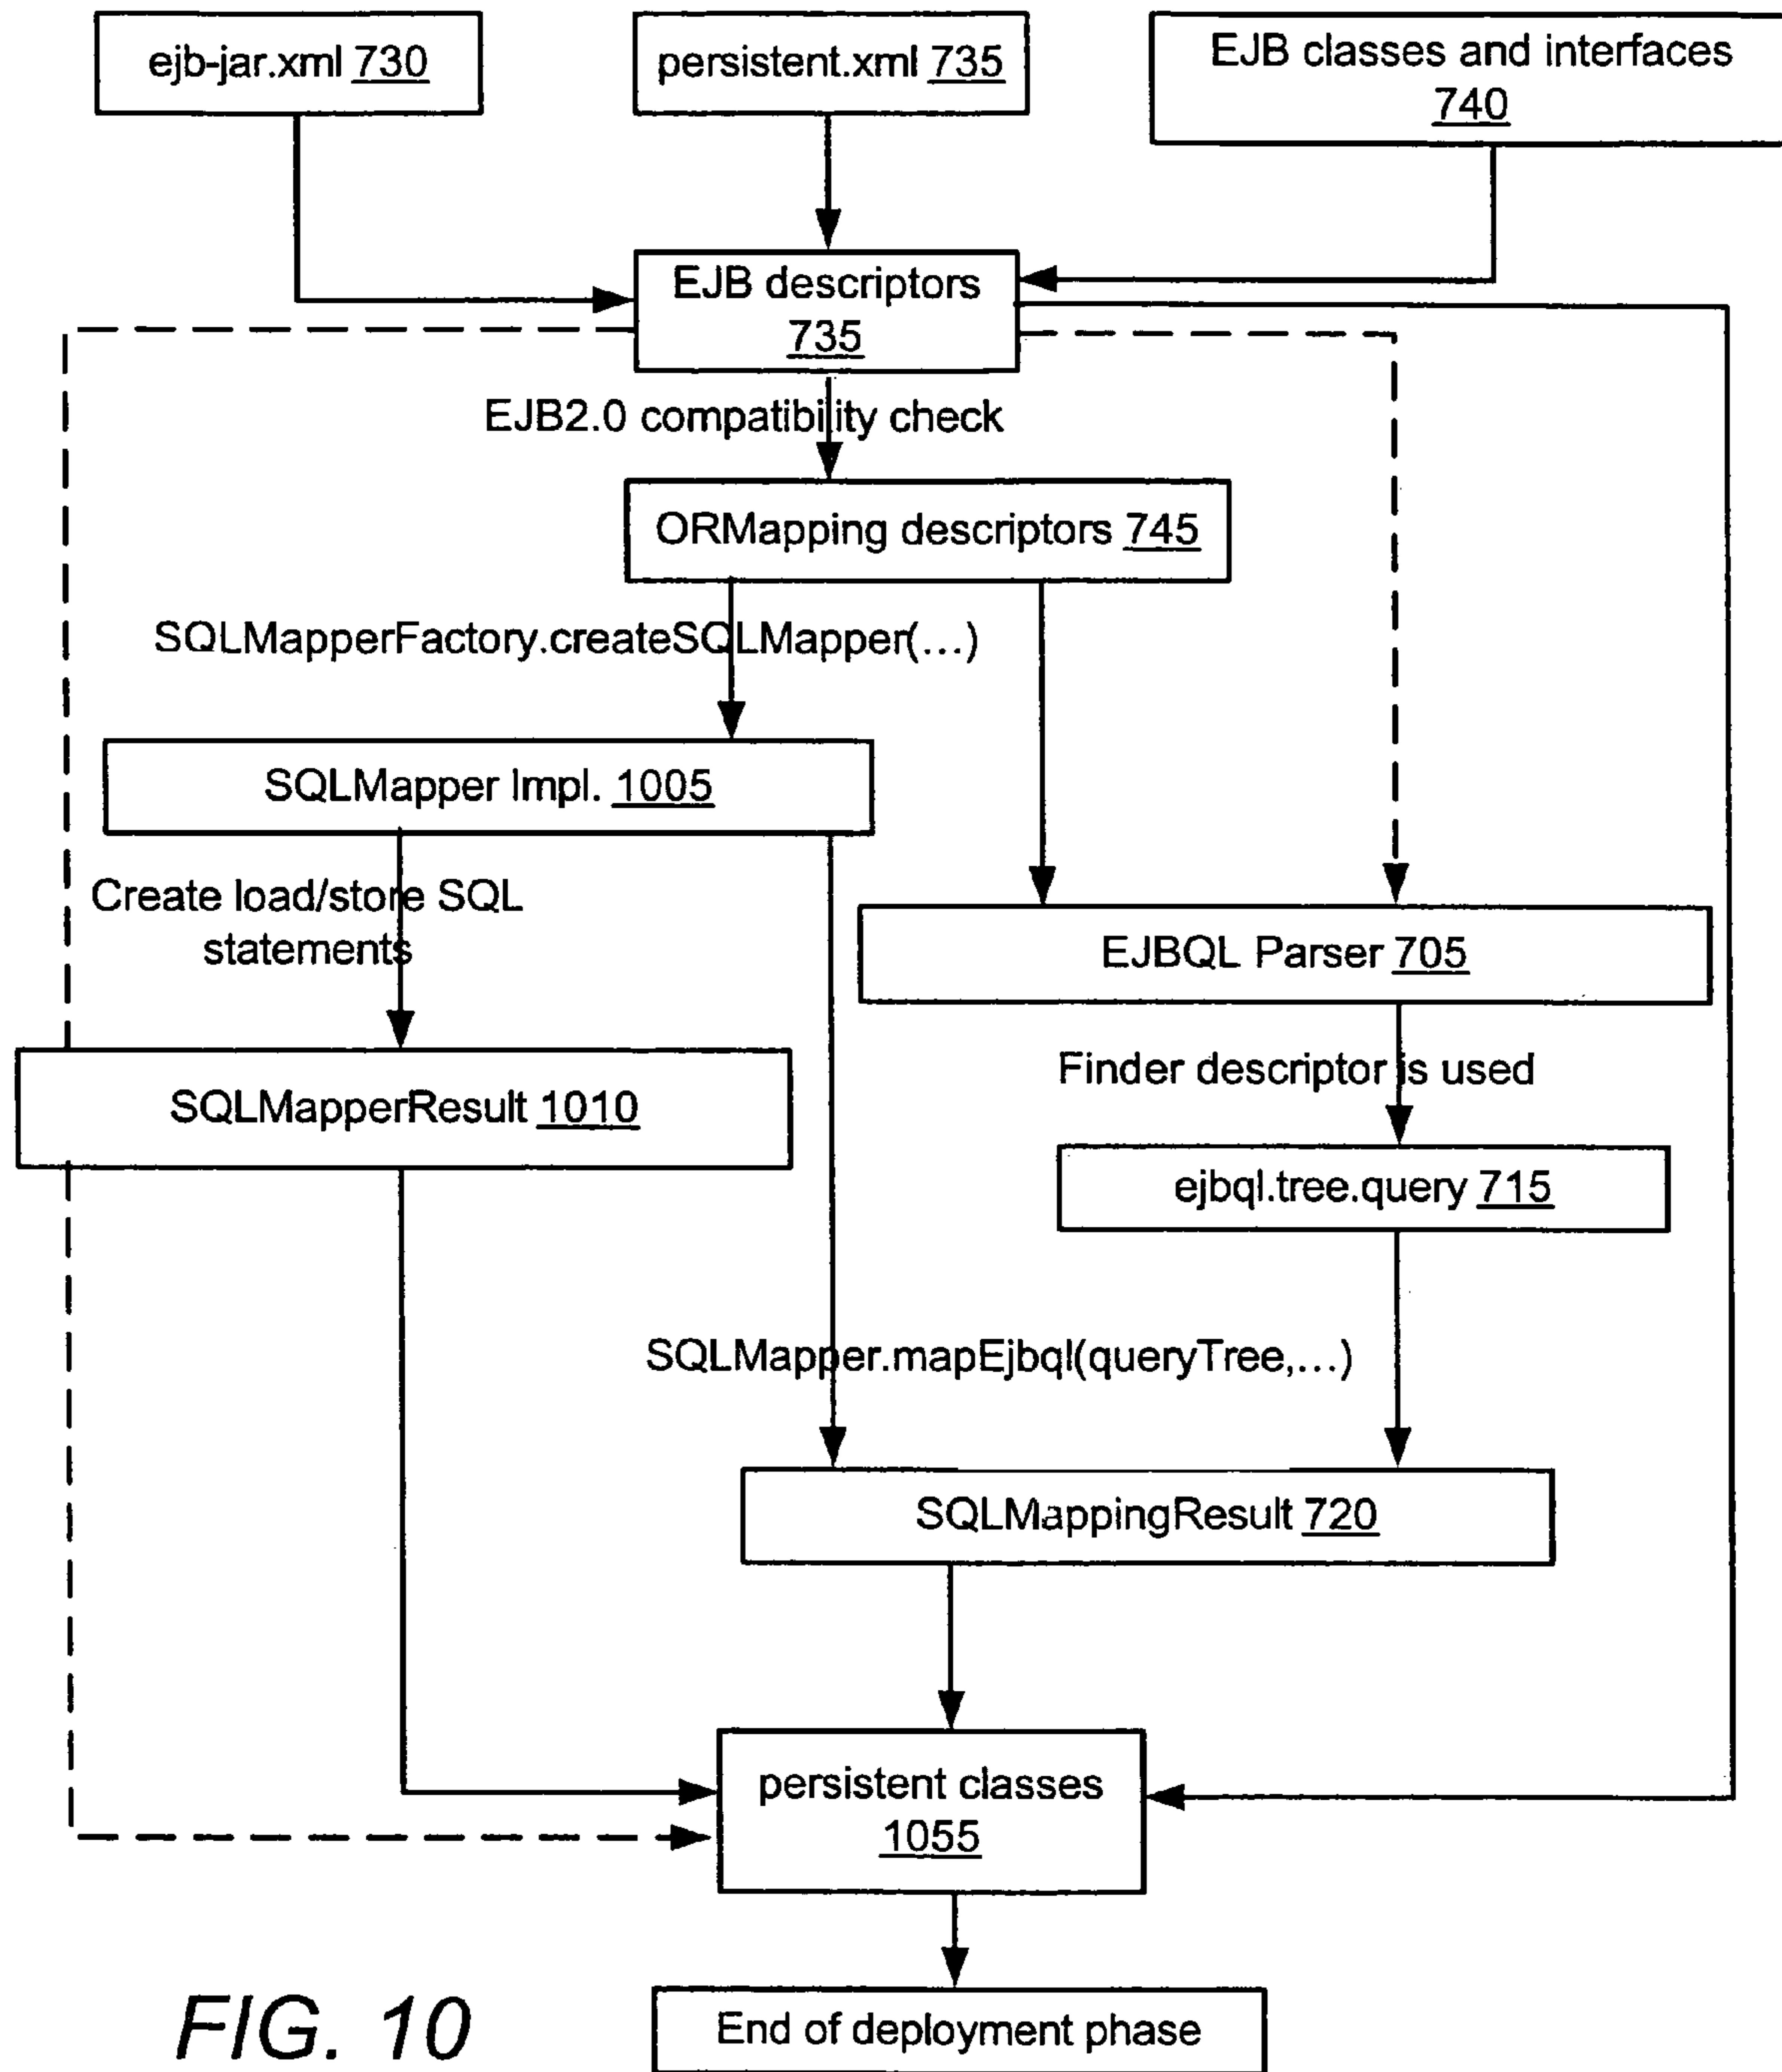 ejb-jar.xml 730
persistent.xml 735
EJB classes and interfaces
740
EJB descriptors
735
EJB2.0 compatibility check
ORMapping descriptors 745
SQLMapperFactory.createSQLMapper(...)
SQLMapper Impl. 1005
Create load/store SQL
statements
EJBQL Parser 705
Finder descriptor is used
SQLMapperResult 1010
ejbql.tree.query 715
SQLMapper.mapEjbql(queryTree,...)
SQLMappingResult 720
persistent classes
1055
End of deployment phase
FIG. 10